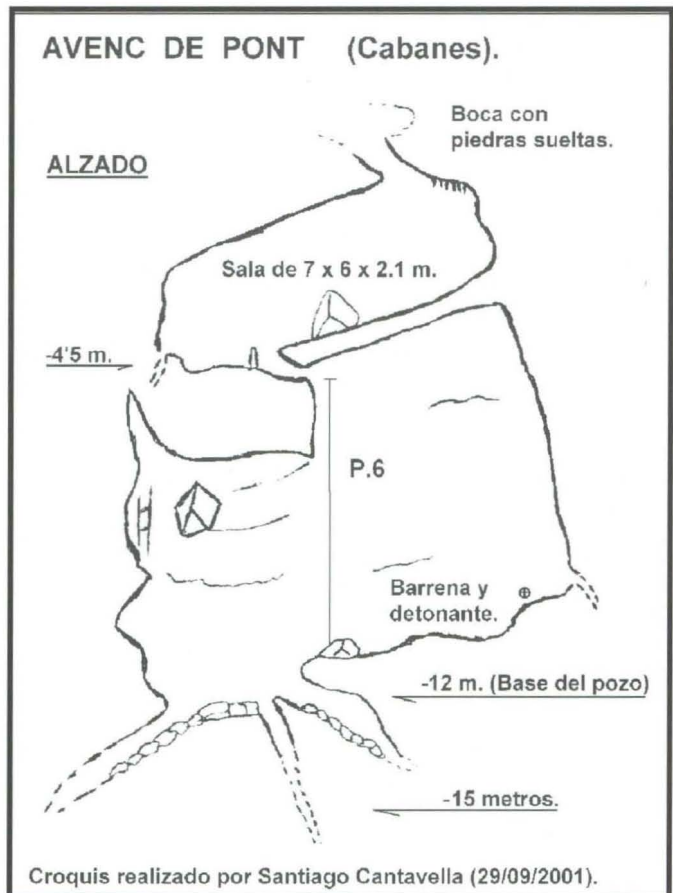 AVENC DE PONT (Cabanes).
Boca con
piedras sueltas.
ALZADO
Sala de 7 x 6 x 2.1 m.
-4'5 m.
P.6
Barrena y
detonante.
-12 m. (Base del pozo)
-15 metros.
Croquis realizado por Santiago Cantavella (29/09/2001).